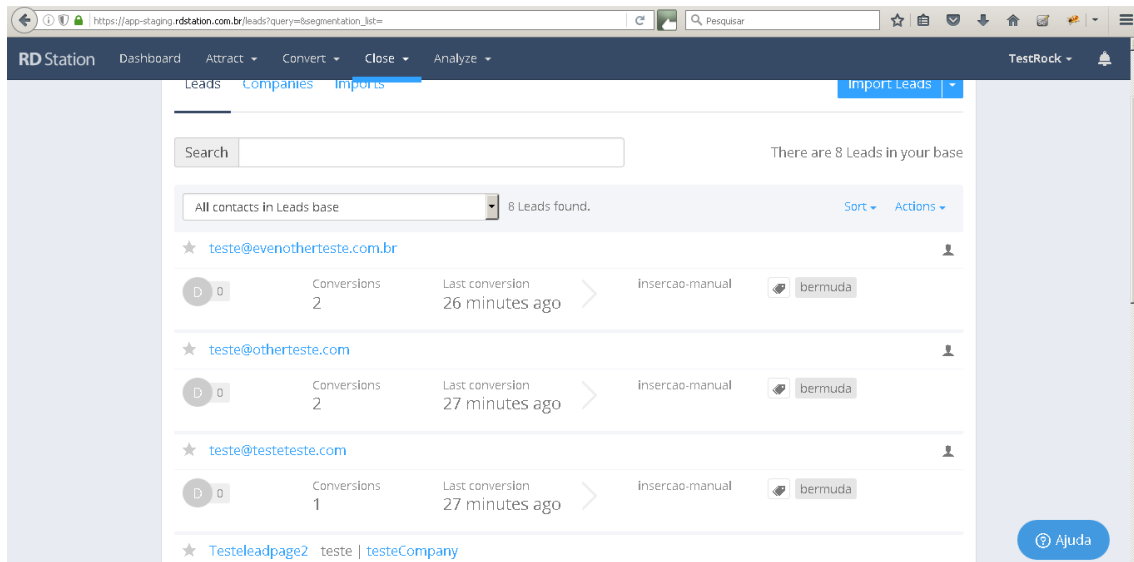 https://app-staging.rdstation.com.br/leads?query=&segmentation_list=
Pesquisar
RD Station Dashboard Attract Convert Close Analyze TestRock
Leads Companies Imports Import Leads
Search There are 8 Leads in your base
All contacts in Leads base 8 Leads found. Sort Actions
teste@evenotherteste.com.br
D 0 Conversions 2 Last conversion 26 minutes ago insercao-manual bermuda
teste@otherteste.com
D 0 Conversions 2 Last conversion 27 minutes ago insercao-manual bermuda
teste@testeteste.com
D 0 Conversions 1 Last conversion 27 minutes ago insercao-manual bermuda
Testeleadpage2 teste | testeCompany
Ajuda